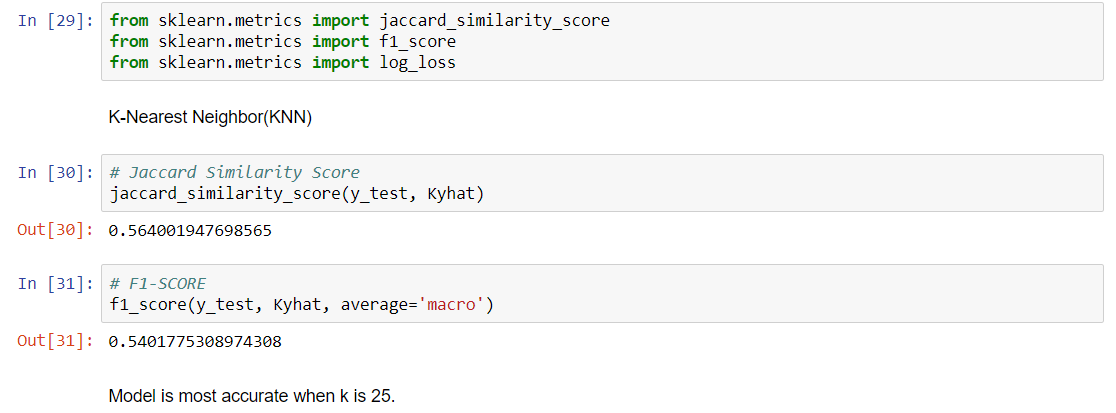 In [29]: from sklearn.metrics import jaccard_similarity_score
from sklearn.metrics import f1_score
from sklearn.metrics import log_loss
K-Nearest Neighbor(KNN)
In [30]: # Jaccard Similarity Score
jaccard_similarity_score(y_test, Kyhat)
Out[30]: 0.564001947698565
In [31]: # F1-SCORE
f1_score(y_test, Kyhat, average='macro')
Out[31]: 0.5401775308974308
Model is most accurate when k is 25.